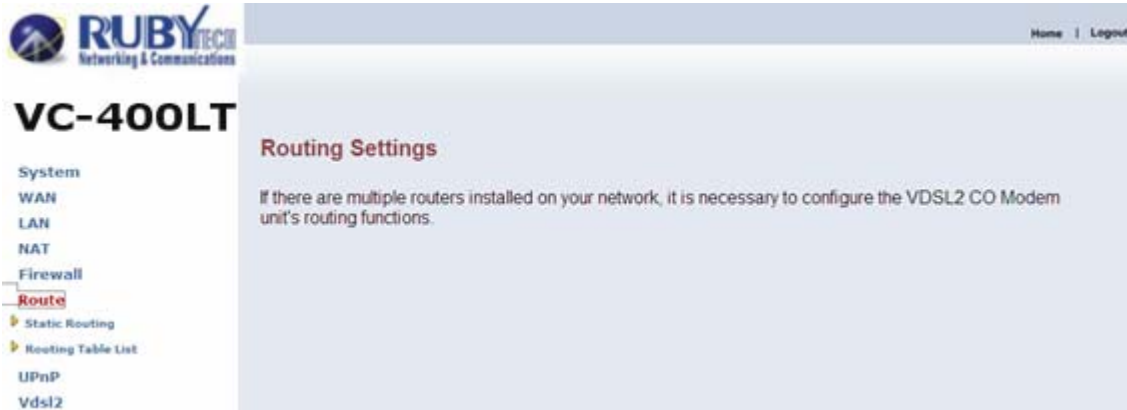 RUBYTECH
Networking & Communications
Home | Logout
VC-400LT
System
WAN
LAN
NAT
Firewall
Route
Static Routing
Routing Table List
UPnP
Vdsl2
Routing Settings
If there are multiple routers installed on your network, it is necessary to configure the VDSL2 CO Modem
unit's routing functions.